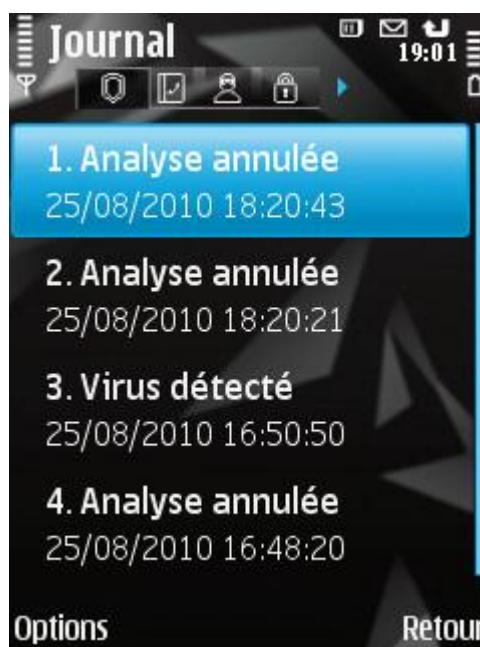 Journal
19:01
1. Analyse annulée
25/08/2010 18:20:43
2. Analyse annulée
25/08/2010 18:20:21
3. Virus détecté
25/08/2010 16:50:50
4. Analyse annulée
25/08/2010 16:48:20
Options Retour